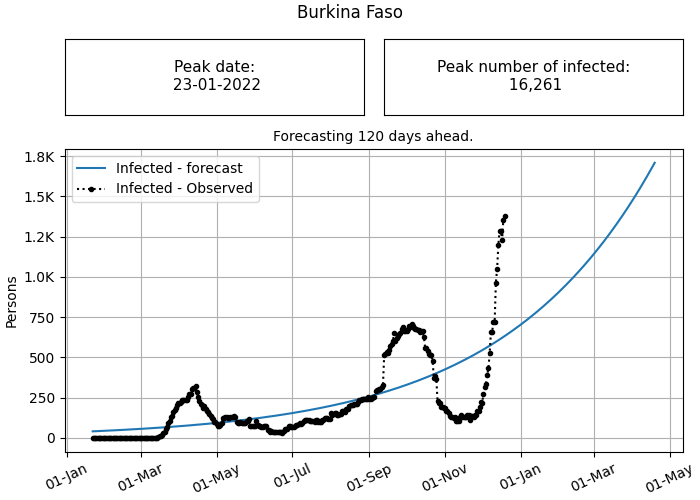 Burkina Faso
Peak date:
23-01-2022
Peak number of infected:
16,261
Forecasting 120 days ahead.
Infected - forecast
Infected - Observed
Persons
1.8K
1.5K
1.2K
1.0K
750
500
250
0
01-Jan
01-Mar
01-May
01-Jul
01-Sep
01-Nov
01-Jan
01-Mar
01-May